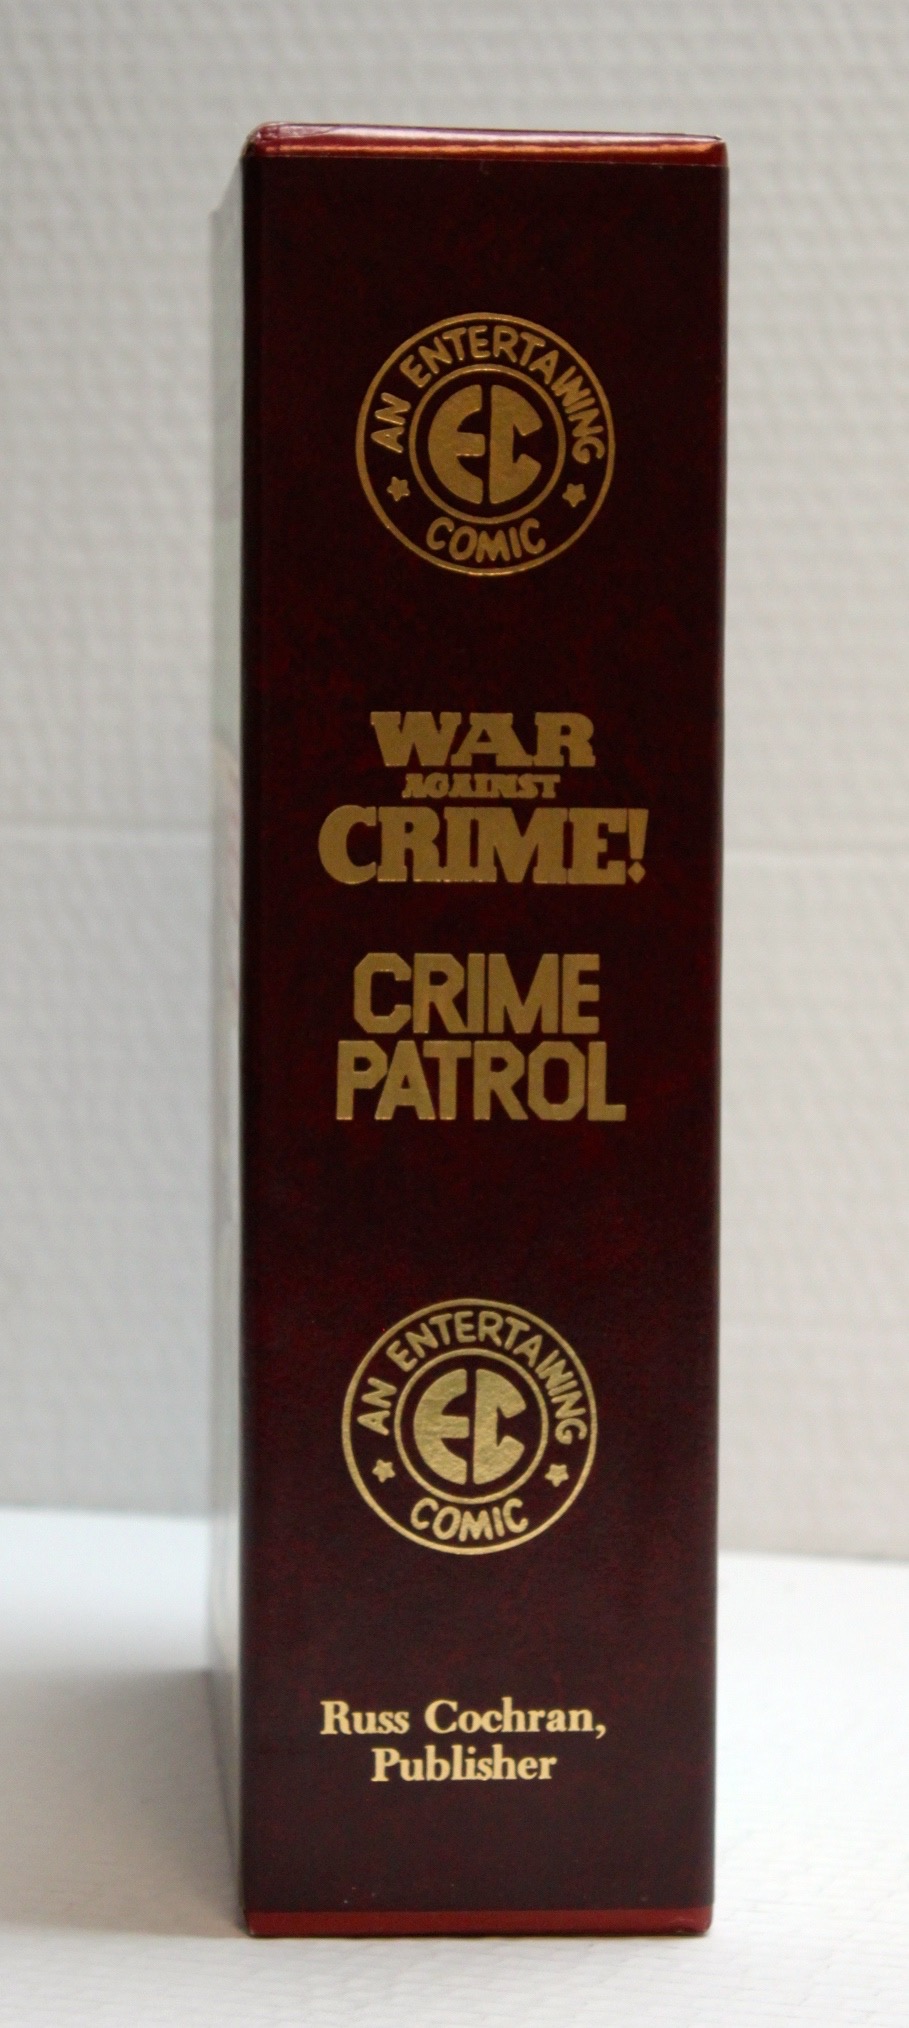 AN ENTERTAINING
EC
COMIC
WAR
AGAINST
CRIME!
CRIME
PATROL
AN ENTERTAINING
EC
COMIC
Russ Cochran,
Publisher